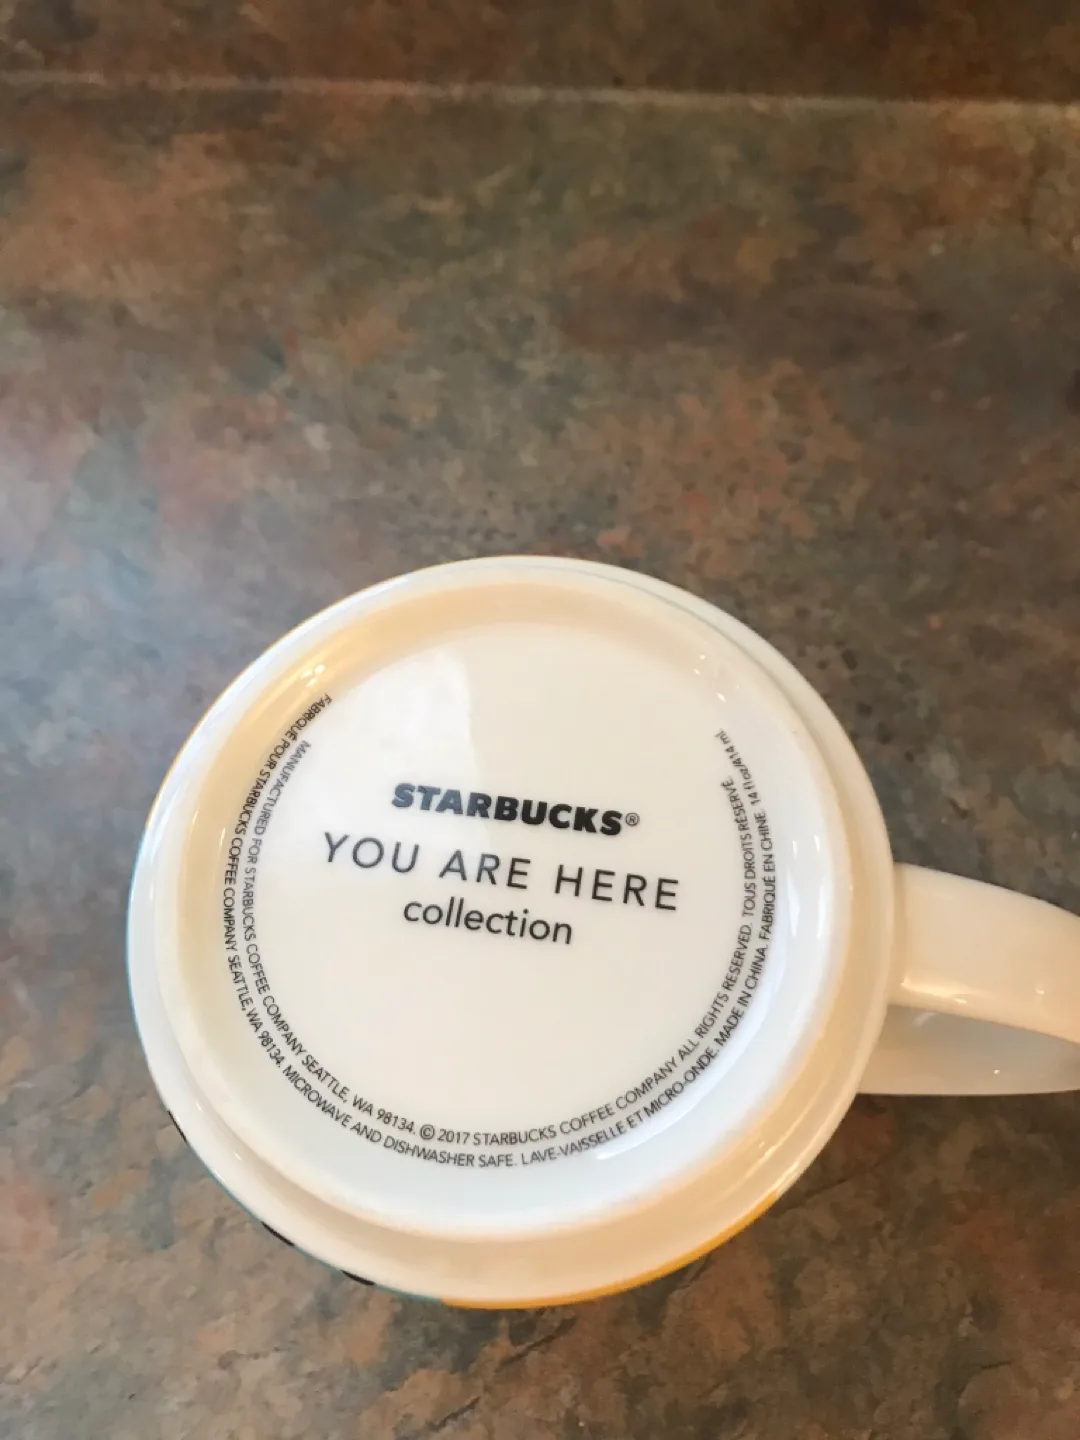 STARBUCKS®
YOU ARE HERE
collection
MANUFACTURED FOR STARBUCKS COFFEE COMPANY SEATTLE, WA 98134. © 2017 STARBUCKS COFFEE COMPANY ALL RIGHTS RESERVED. TOUS DROITS RÉSERVÉ.
FABRIQUÉ POUR STARBUCKS COFFEE COMPANY SEATTLE, WA 98134. MICROWAVE AND DISHWASHER SAFE. LAVE-VAISSELLE ET MICRO-ONDE. MADE IN CHINA. FABRIQUÉ EN CHINE 14 fl oz/414 ml